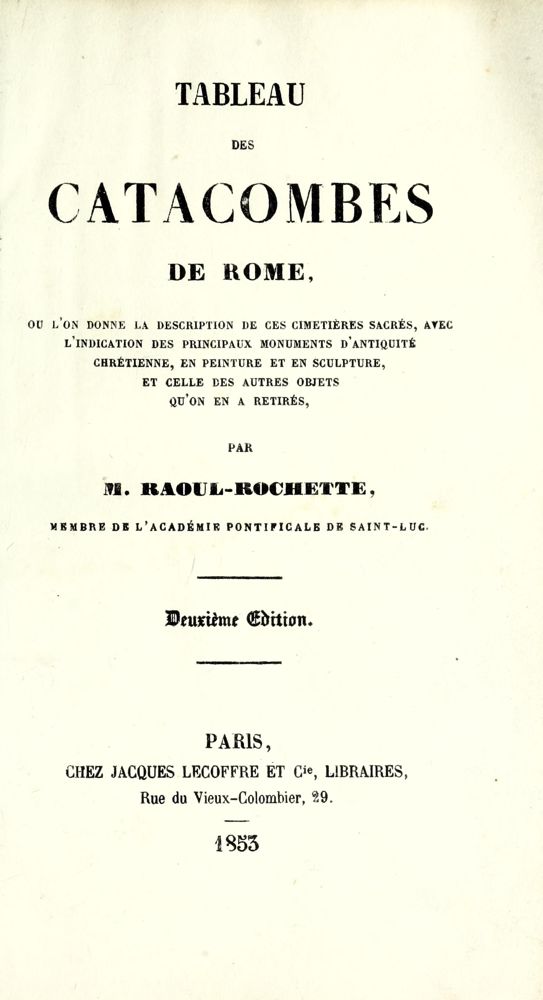 TABLEAU
DES
CATACOMBES
DE ROME,
OU L'ON DONNE LA DESCRIPTION DE CES CIMETIÈRES SACRÉS, AVEC
L'INDICATION DES PRINCIPAUX MONUMENTS D'ANTIQUITÉ
CHRÉTIENNE, EN PEINTURE ET EN SCULPTURE,
ET CELLE DES AUTRES OBJETS
QU'ON EN A RETIRÉS,
PAR
M. RAOUL-ROCHETTE,
MEMBRE DE L'ACADÉMIE PONTIFICALE DE SAINT-LUC.
Deuxième Edition.
PARIS,
CHEZ JACQUES LECOFFRE ET Cie, LIBRAIRES,
Rue du Vieux-Colombier, 29.
1853